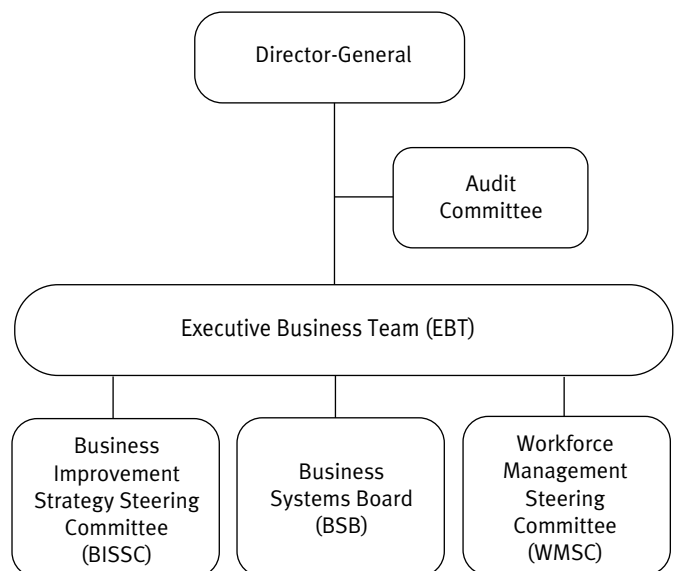 Director-General
Audit
Committee
Executive Business Team (EBT)
Business
Improvement
Strategy Steering
Committee
(BISSC)
Business
Systems Board
(BSB)
Workforce
Management
Steering
Committee
(WMSC)